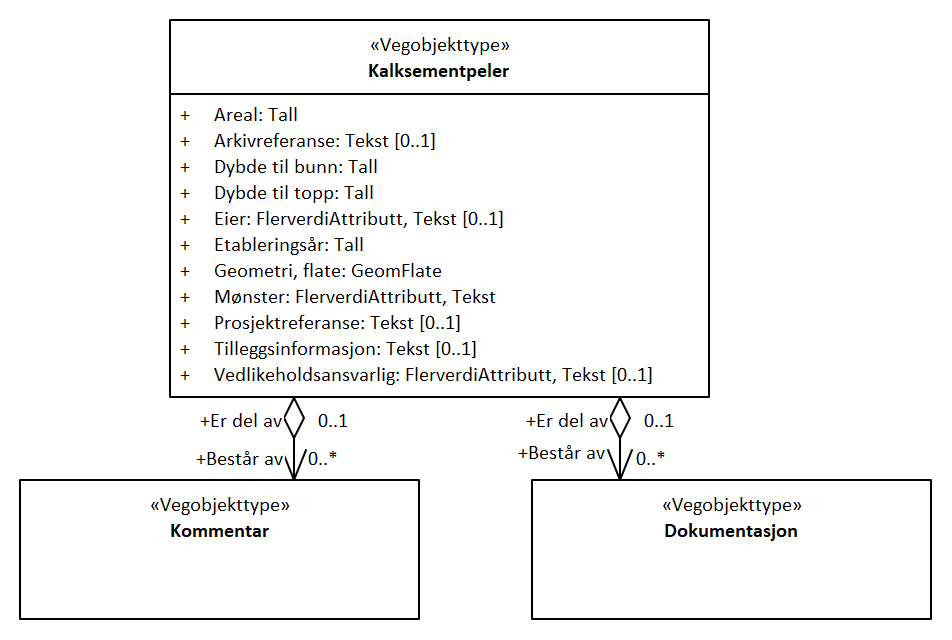 «Vegobjekttype»
Kalksementpeler
+ Areal: Tall
+ Arkivreferanse: Tekst [0..1]
+ Dybde til bunn: Tall
+ Dybde til topp: Tall
+ Eier: FlerverdiAttributt, Tekst [0..1]
+ Etableringsår: Tall
+ Geometri, flate: GeomFlate
+ Mønster: FlerverdiAttributt, Tekst
+ Prosjektreferanse: Tekst [0..1]
+ Tilleggsinformasjon: Tekst [0..1]
+ Vedlikeholdsansvarlig: FlerverdiAttributt, Tekst [0..1]
+Er del av 0..1
+Består av 0..*
+Er del av 0..1
+Består av 0..*
«Vegobjekttype»
Kommentar
«Vegobjekttype»
Dokumentasjon